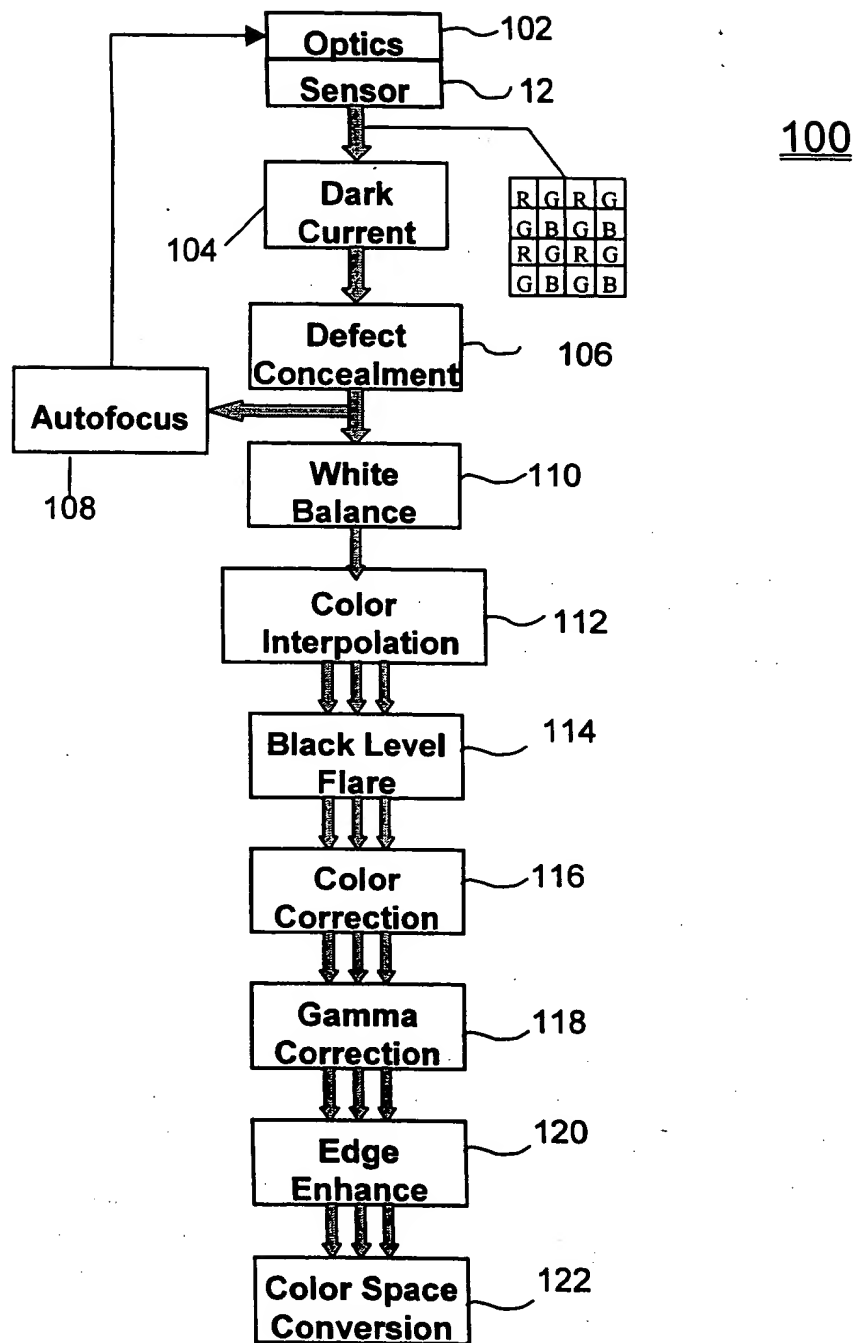 Optics
102
Sensor
12
100
Dark
Current
104
R G R G
G B G B
R G R G
G B G B
Defect
Concealment
106
Autofocus
108
White
Balance
110
Color
Interpolation
112
Black Level
Flare
114
Color
Correction
116
Gamma
Correction
118
Edge
Enhance
120
Color Space
Conversion
122